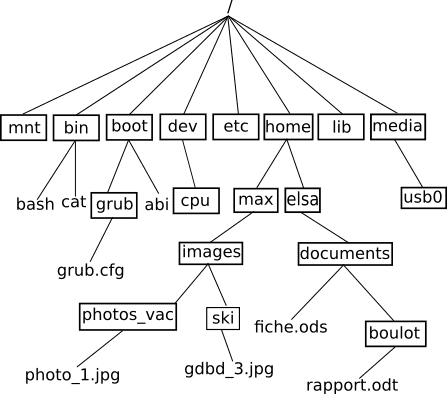 /
mnt bin boot dev etc home lib media
bash cat grub abi cpu max elsa usb0
images documents
grub.cfg
photos_vac ski fiche.ods boulot
photo_1.jpg gdbd_3.jpg rapport.odt